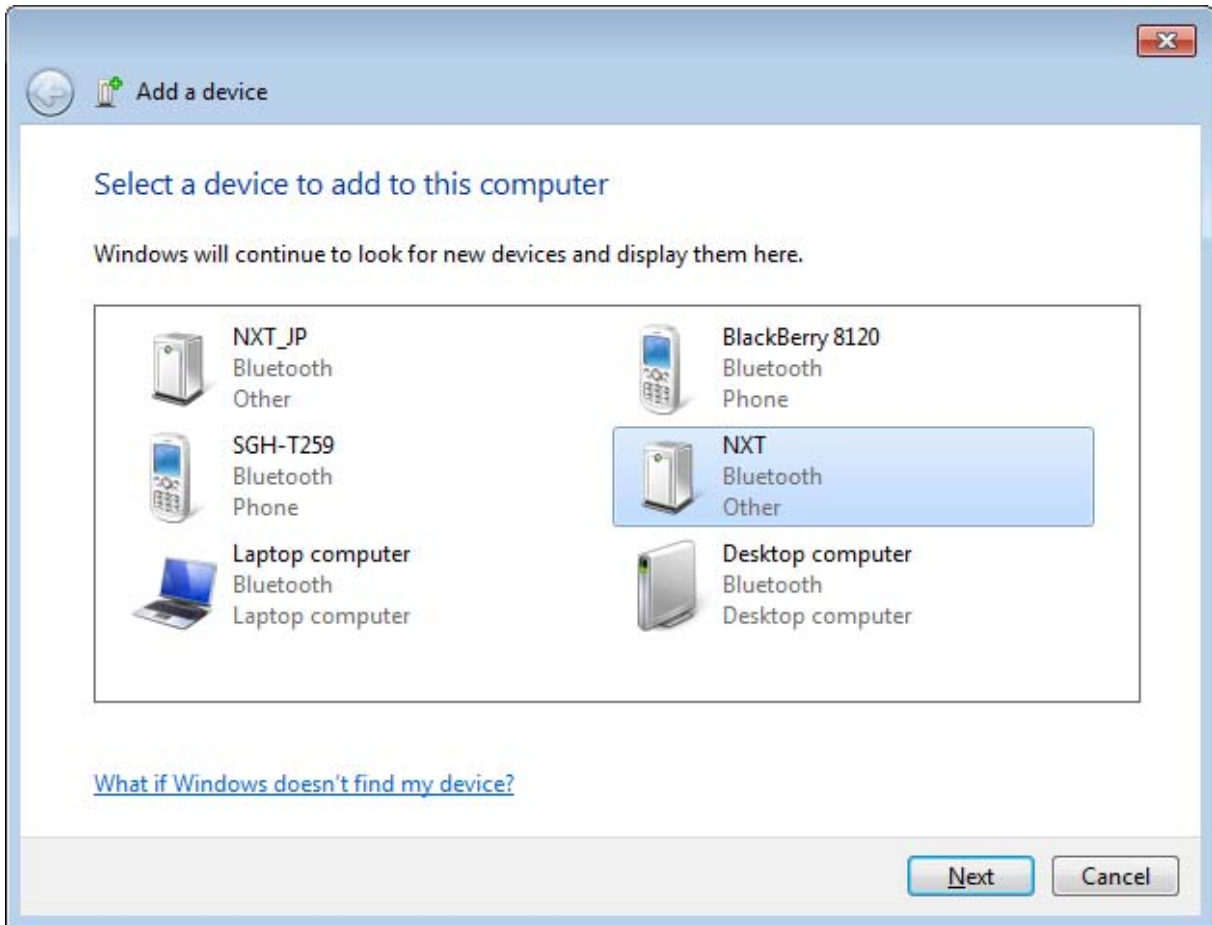 Add a device
Select a device to add to this computer
Windows will continue to look for new devices and display them here.
NXT_JP
Bluetooth
Other
BlackBerry 8120
Bluetooth
Phone
SGH-T259
Bluetooth
Phone
NXT
Bluetooth
Other
Laptop computer
Bluetooth
Laptop computer
Desktop computer
Bluetooth
Desktop computer
What if Windows doesn't find my device?
Next
Cancel